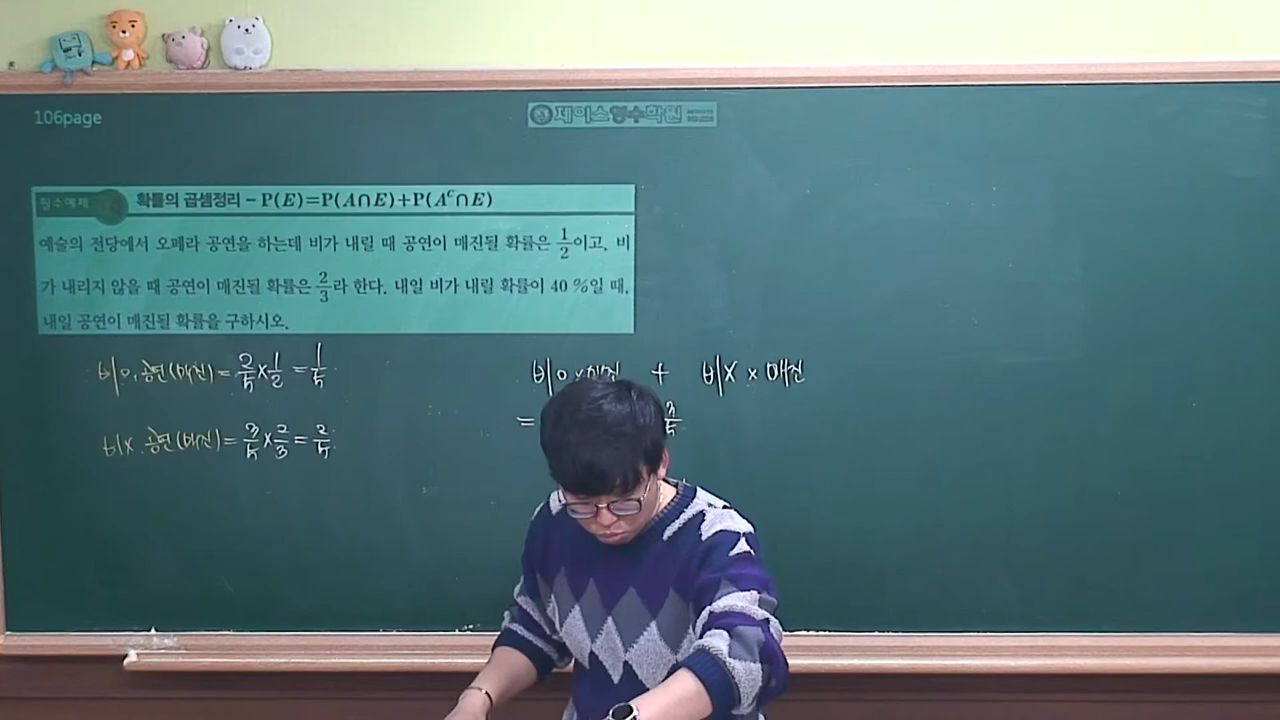 106page
제이스영수학원
필수예제
확률의 곱셈정리 − P(E)=P(A∩E)+P(Aᶜ∩E)
예술의 전당에서 오페라 공연을 하는데 비가 내릴 때 공연이 매진될 확률은 1/2이고, 비
가 내리지 않을 때 공연이 매진될 확률은 2/3라 한다. 내일 비가 내릴 확률이 40 %일 때,
내일 공연이 매진될 확률을 구하시오.
비 o, 공연(매진) = 2/5 × 1/2 = 1/5
비x. 공연(매진) = 3/5 × 2/3 = 2/5
비 o × 매진 + 비X × 매진
= 3/5